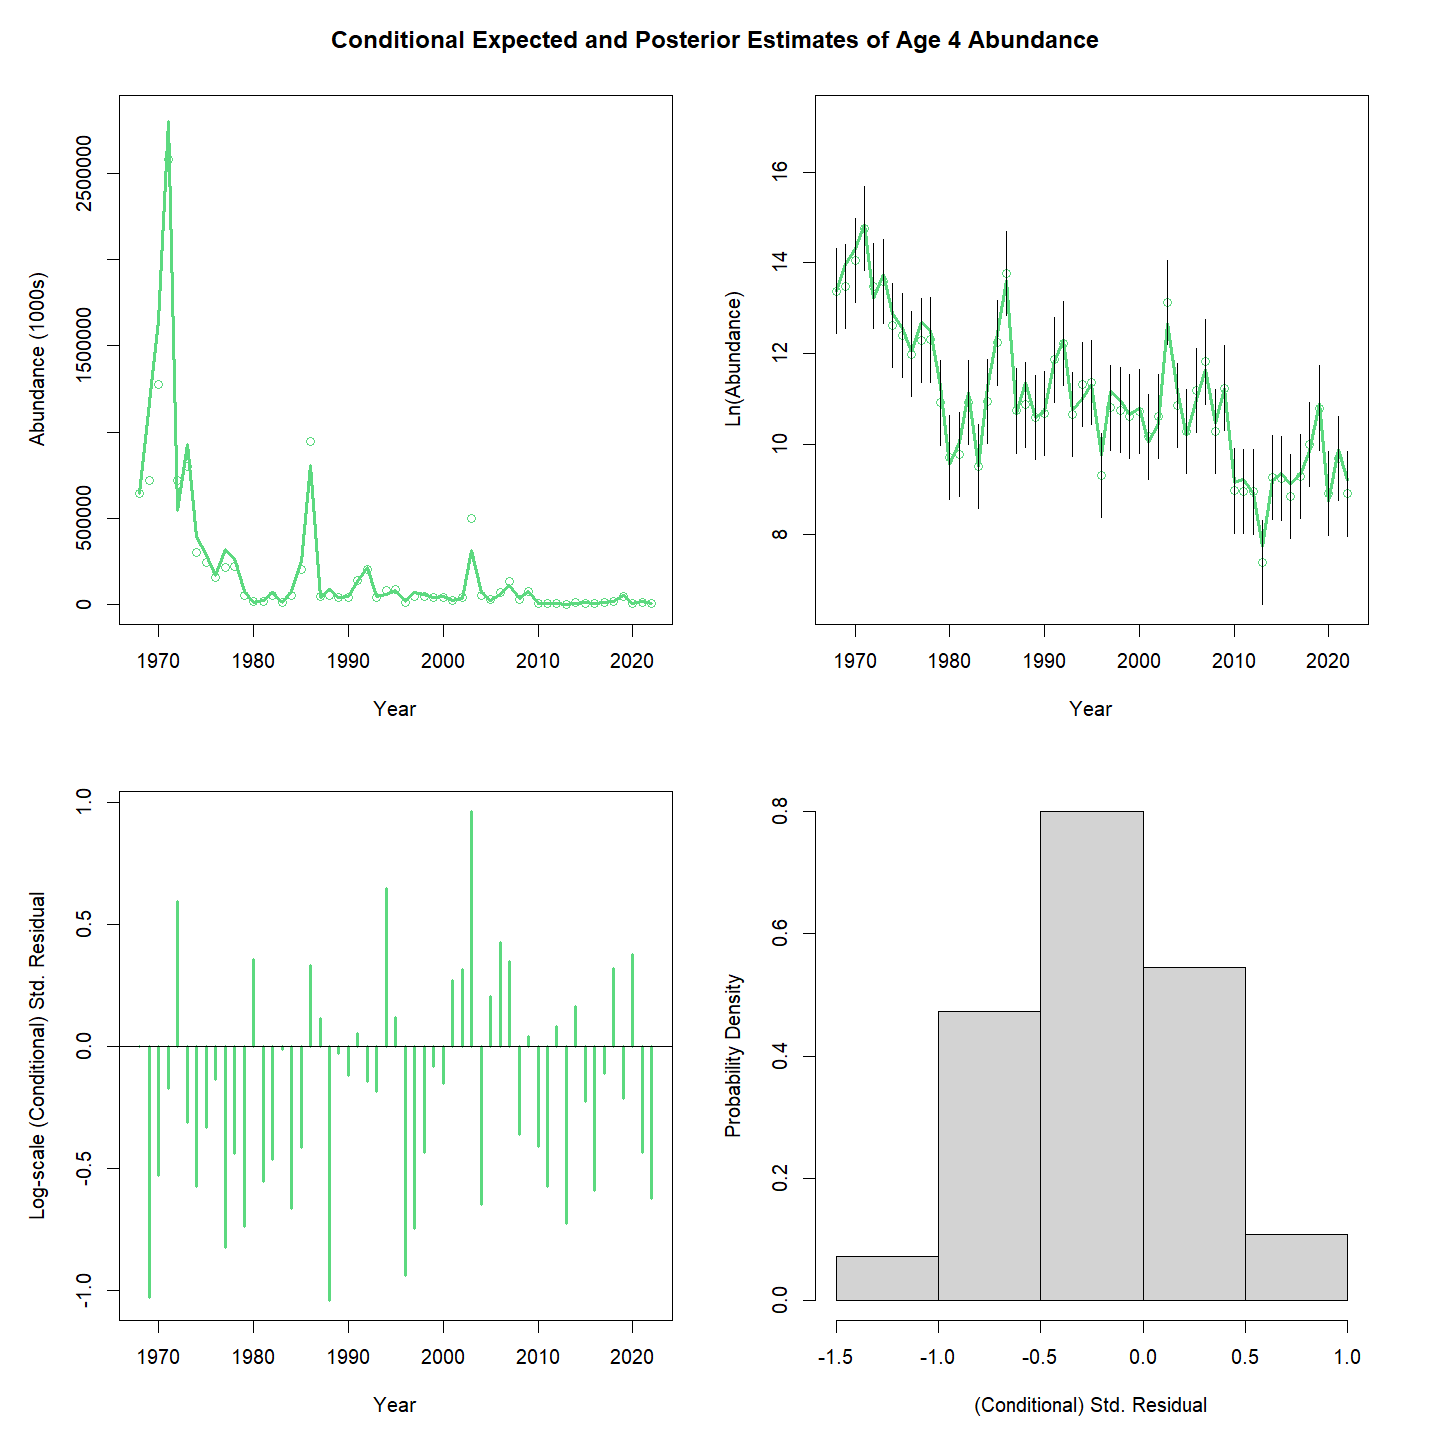 Conditional Expected and Posterior Estimates of Age 4 Abundance
Abundance (1000s)
0
500000
1500000
2500000
1970 1980 1990 2000 2010 2020
Year
Ln(Abundance)
8
10
12
14
16
1970 1980 1990 2000 2010 2020
Year
Log-scale (Conditional) Std. Residual
-1.0
-0.5
0.0
0.5
1.0
1970 1980 1990 2000 2010 2020
Year
Probability Density
0.0
0.2
0.4
0.6
0.8
-1.5 -1.0 -0.5 0.0 0.5 1.0
(Conditional) Std. Residual